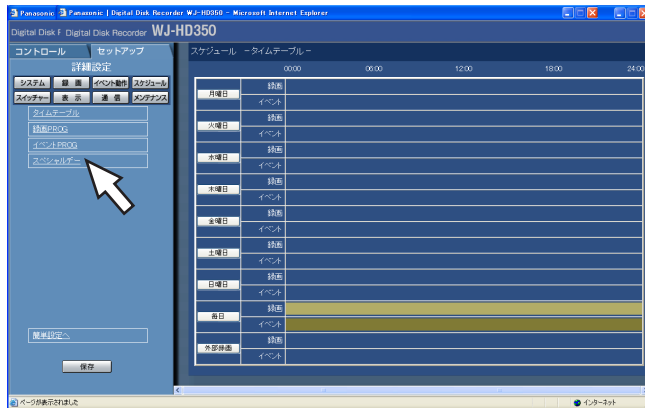 Panasonic Panasonic | Digital Disk Recorder WJ-HD350 - Microsoft Internet Explorer
Digital Disk F Digital Disk Recorder WJ-HD350
コントロール セットアップ
詳細設定
システム 録画 イベント動作 スケジュール
スイッチャー 表示 通信 メンテナンス
タイムテーブル
録画PROG
イベントPROG
スペシャルデー
簡単設定へ
保存
スケジュール －タイムテーブル－
00:00 06:00 12:00 18:00 24:00
月曜日 録画
イベント
火曜日 録画
イベント
水曜日 録画
イベント
木曜日 録画
イベント
金曜日 録画
イベント
土曜日 録画
イベント
日曜日 録画
イベント
毎日 録画
イベント
外部録画 録画
イベント
ページが表示されました インターネット